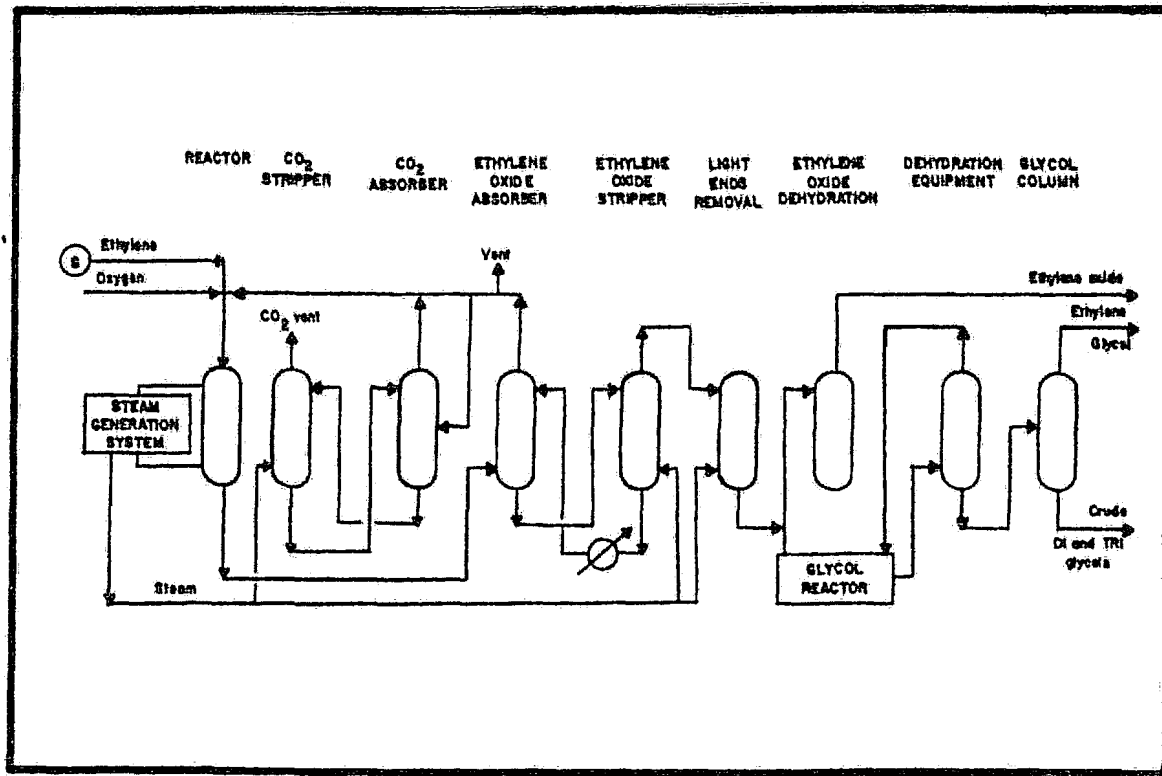 REACTOR
CO2
STRIPPER
CO2
ABSORBER
ETHYLENE
OXIDE
ABSORBER
ETHYLENE
OXIDE
STRIPPER
LIGHT
ENDS
REMOVAL
ETHYLENE
OXIDE
DEHYDRATION
DEHYDRATION
EQUIPMENT
GLYCOL
COLUMN
Ethylene
Oxygen
CO2 vent
Vent
Ethylene oxide
Ethylene
Glycol
STEAM
GENERATION
SYSTEM
Steam
GLYCOL
REACTOR
Crude
DI and TRI
glycols